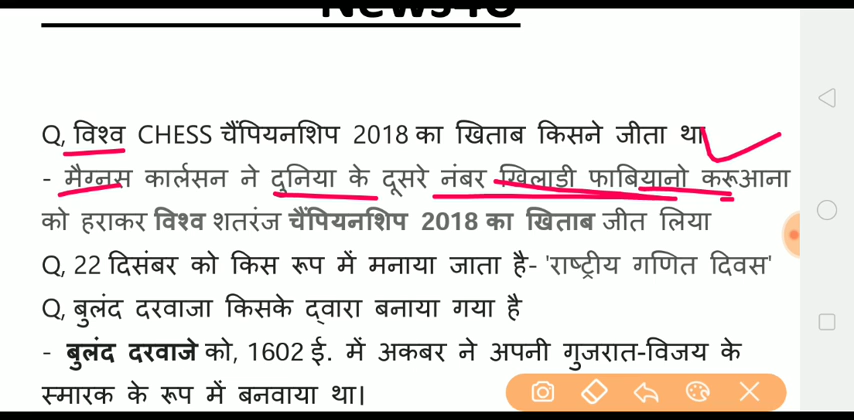 News48
Q, विश्व CHESS चैंपियनशिप 2018 का खिताब किसने जीता था
- मैग्नस कार्लसन ने दुनिया के दूसरे नंबर खिलाडी फाबियानो करूआना
को हराकर विश्व शतरंज चैंपियनशिप 2018 का खिताब जीत लिया
Q, 22 दिसंबर को किस रूप में मनाया जाता है- 'राष्ट्रीय गणित दिवस'
Q, बुलंद दरवाजा किसके द्वारा बनाया गया है
- बुलंद दरवाजे को, 1602 ई. में अकबर ने अपनी गुजरात-विजय के
स्मारक के रूप में बनवाया था।